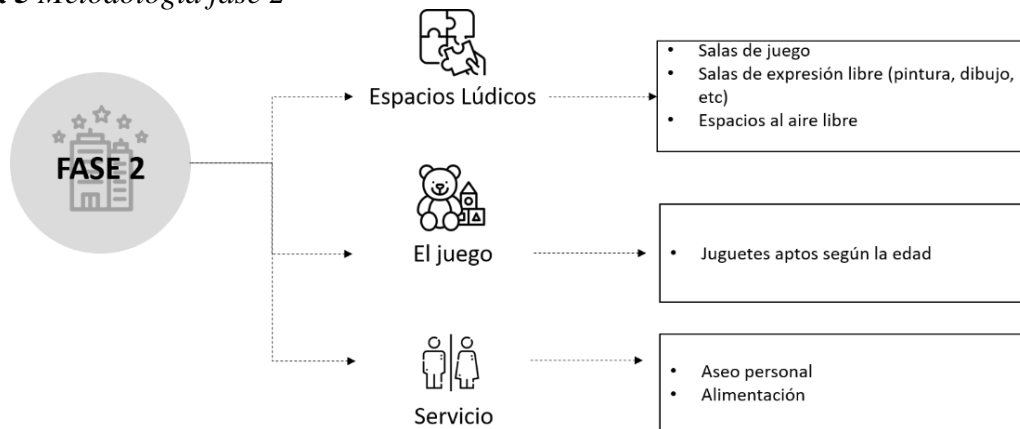 Metodología fase 2
FASE 2
Espacios Lúdicos
• Salas de juego
• Salas de expresión libre (pintura, dibujo,
etc)
• Espacios al aire libre
El juego
• Juguetes aptos según la edad
Servicio
• Aseo personal
• Alimentación